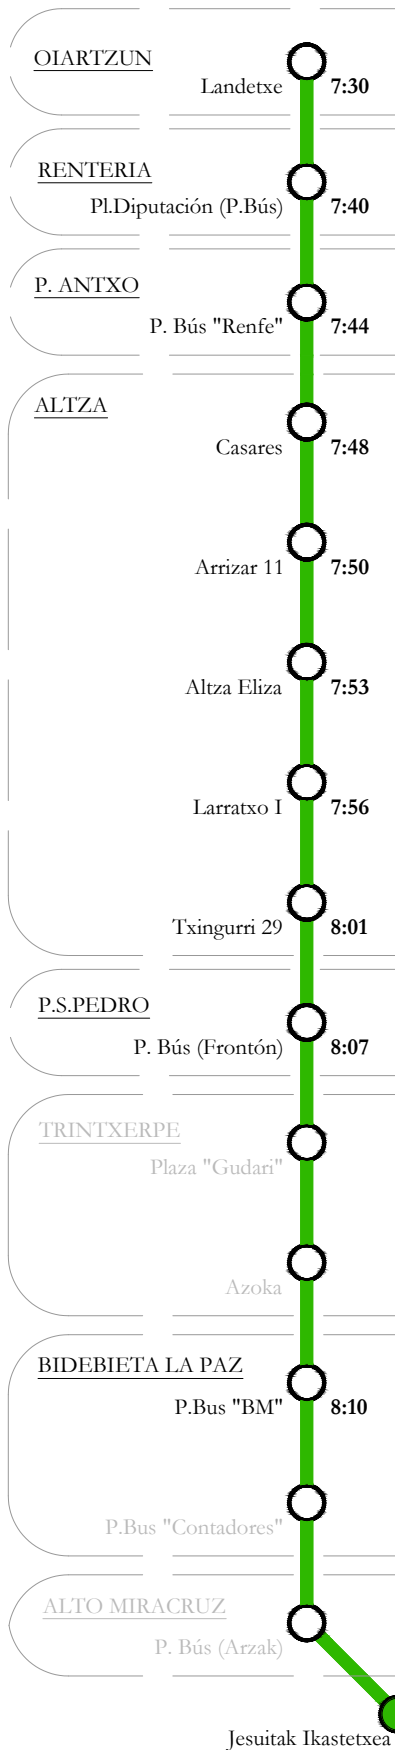 OIARTZUN
Landetxe 7:30
RENTERIA
Pl.Diputación (P.Bús) 7:40
P. ANTXO
P. Bús "Renfe" 7:44
ALTZA
Casares 7:48
Arrizar 11 7:50
Altza Eliza 7:53
Larratxo I 7:56
Txingurri 29 8:01
P.S.PEDRO
P. Bús (Frontón) 8:07
TRINTXERPE
Plaza "Gudari"
Azoka
BIDEBIETA LA PAZ
P.Bus "BM" 8:10
P.Bus "Contadores"
ALTO MIRACRUZ
P. Bús (Arzak)
Jesuitak Ikastetxea